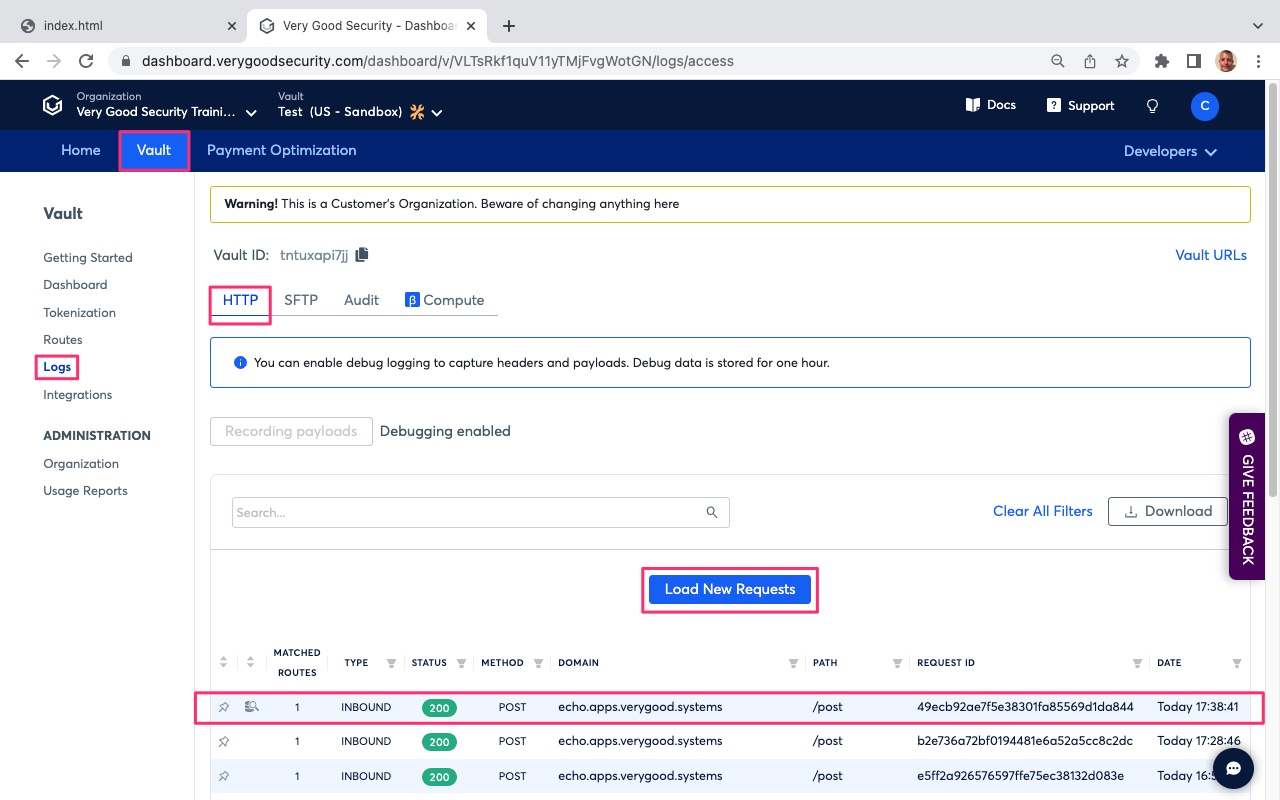 index.html
Very Good Security - Dashboa
dashboard.verygoodsecurity.com/dashboard/v/VLTsRkf1quV11yTMjFvgWotGN/logs/access
Organization
Very Good Security Traini...
Vault
Test (US - Sandbox)
Docs
Support
C
Home
Vault
Payment Optimization
Developers
Vault
Getting Started
Dashboard
Tokenization
Routes
Logs
Integrations
ADMINISTRATION
Organization
Usage Reports
Warning! This is a Customer's Organization. Beware of changing anything here
Vault ID: tntuxapi7jj
Vault URLs
HTTP
SFTP
Audit
β Compute
You can enable debug logging to capture headers and payloads. Debug data is stored for one hour.
Recording payloads
Debugging enabled
GIVE FEEDBACK
Search...
Clear All Filters
Download
Load New Requests
MATCHED ROUTES TYPE STATUS METHOD DOMAIN PATH REQUEST ID DATE
1 INBOUND 200 POST echo.apps.verygood.systems /post 49ecb92ae7f5e38301fa85569d1da844 Today 17:38:41
1 INBOUND 200 POST echo.apps.verygood.systems /post b2e736a72bf0194481e6a52a5cc8c2dc Today 17:28:46
1 INBOUND 200 POST echo.apps.verygood.systems /post e5ff2a926576597ffe75ec38132d083e Today 16: